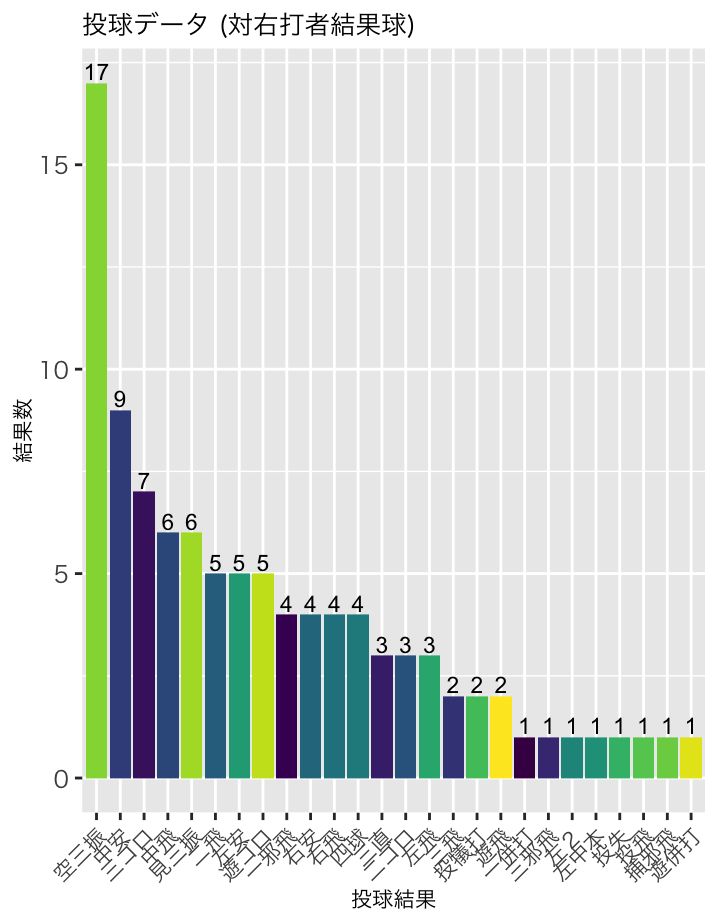 投球データ (対右打者結果球)
結果数
15
10
5
0
17
9
7
6
6
5
5
5
4
4
4
4
3
3
3
2
2
2
1
1
1
1
1
1
1
1
空三振
中安
三ゴロ
中飛
見三振
二飛
左安
遊ゴロ
一邪飛
右安
右飛
四球
三直
二ゴロ
左飛
三飛
投犠打
遊飛
一併打
三邪飛
左2
左中本
投失
投飛
捕邪飛
遊併打
投球結果